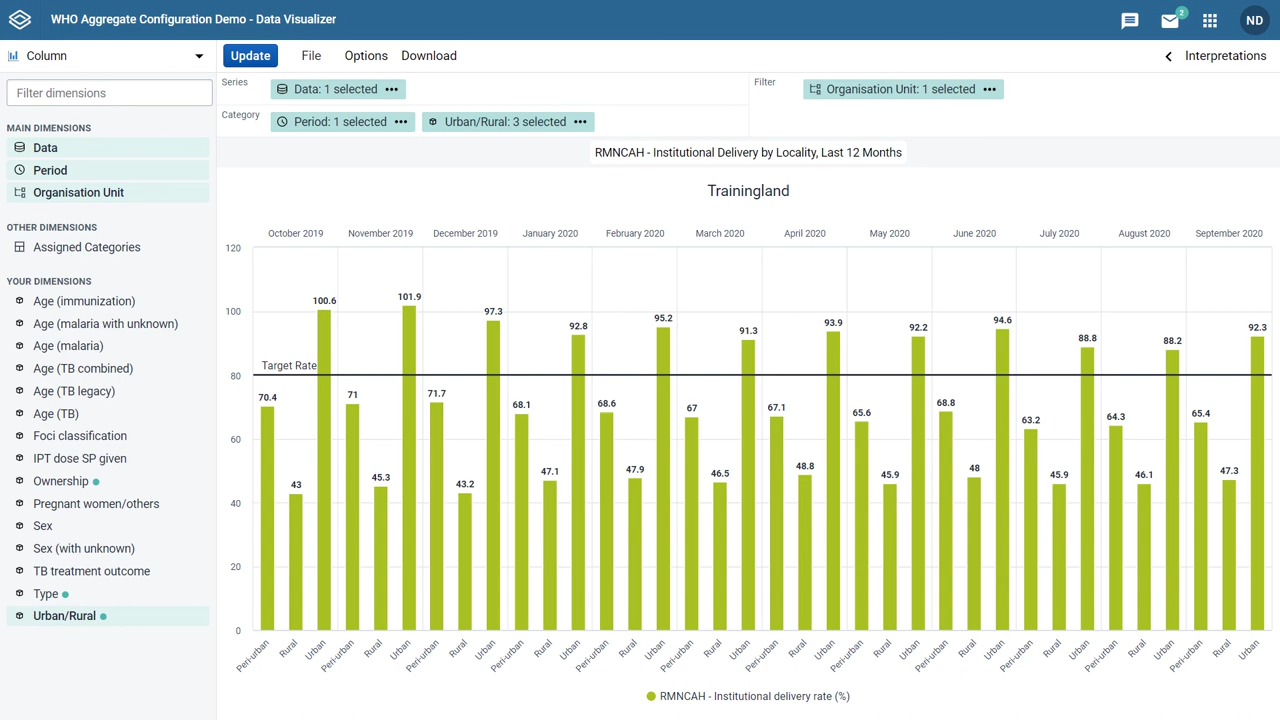 WHO Aggregate Configuration Demo - Data Visualizer
2
ND
Column
Update
File
Options
Download
Interpretations
Filter dimensions
MAIN DIMENSIONS
Data
Period
Organisation Unit
OTHER DIMENSIONS
Assigned Categories
YOUR DIMENSIONS
Age (immunization)
Age (malaria with unknown)
Age (malaria)
Age (TB combined)
Age (TB legacy)
Age (TB)
Foci classification
IPT dose SP given
Ownership
Pregnant women/others
Sex
Sex (with unknown)
TB treatment outcome
Type
Urban/Rural
Series
Data: 1 selected •••
Filter
Organisation Unit: 1 selected •••
Category
Period: 1 selected •••
Urban/Rural: 3 selected •••
RMNCAH - Institutional Delivery by Locality, Last 12 Months
Trainingland
October 2019 November 2019 December 2019 January 2020 February 2020 March 2020 April 2020 May 2020 June 2020 July 2020 August 2020 September 2020
120
100
80
60
40
20
0
Target Rate
70.4 43 100.6
71 45.3 101.9
71.7 43.2 97.3
68.1 47.1 92.8
68.6 47.9 95.2
67 46.5 91.3
67.1 48.8 93.9
65.6 45.9 92.2
68.8 48 94.6
63.2 45.9 88.8
64.3 46.1 88.2
65.4 47.3 92.3
Peri-urban Rural Urban Peri-urban Rural Urban Peri-urban Rural Urban Peri-urban Rural Urban Peri-urban Rural Urban Peri-urban Rural Urban Peri-urban Rural Urban Peri-urban Rural Urban Peri-urban Rural Urban Peri-urban Rural Urban Peri-urban Rural Urban Peri-urban Rural Urban
RMNCAH - Institutional delivery rate (%)